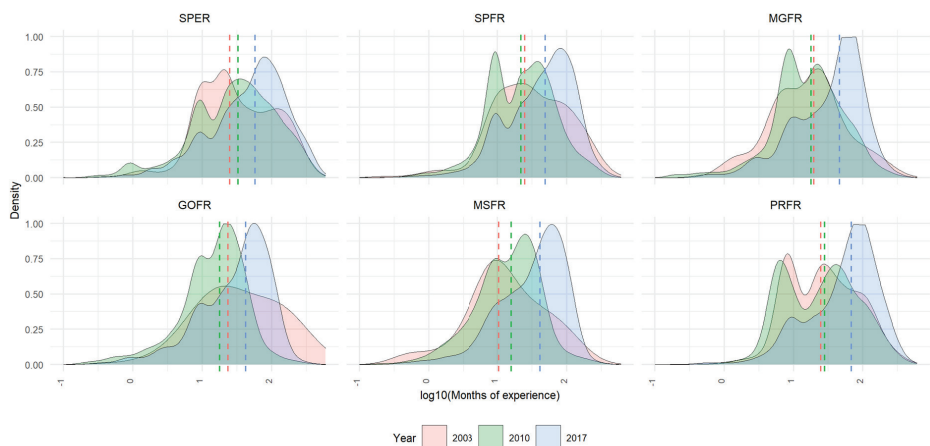 SPER SPFR MGFR
1.00
0.75
0.50
0.25
0.00
GOFR MSFR PRFR
1.00
0.75
0.50
0.25
0.00
-1 0 1 2 -1 0 1 2 -1 0 1 2
Density
log10(Months of experience)
Year 2003 2010 2017